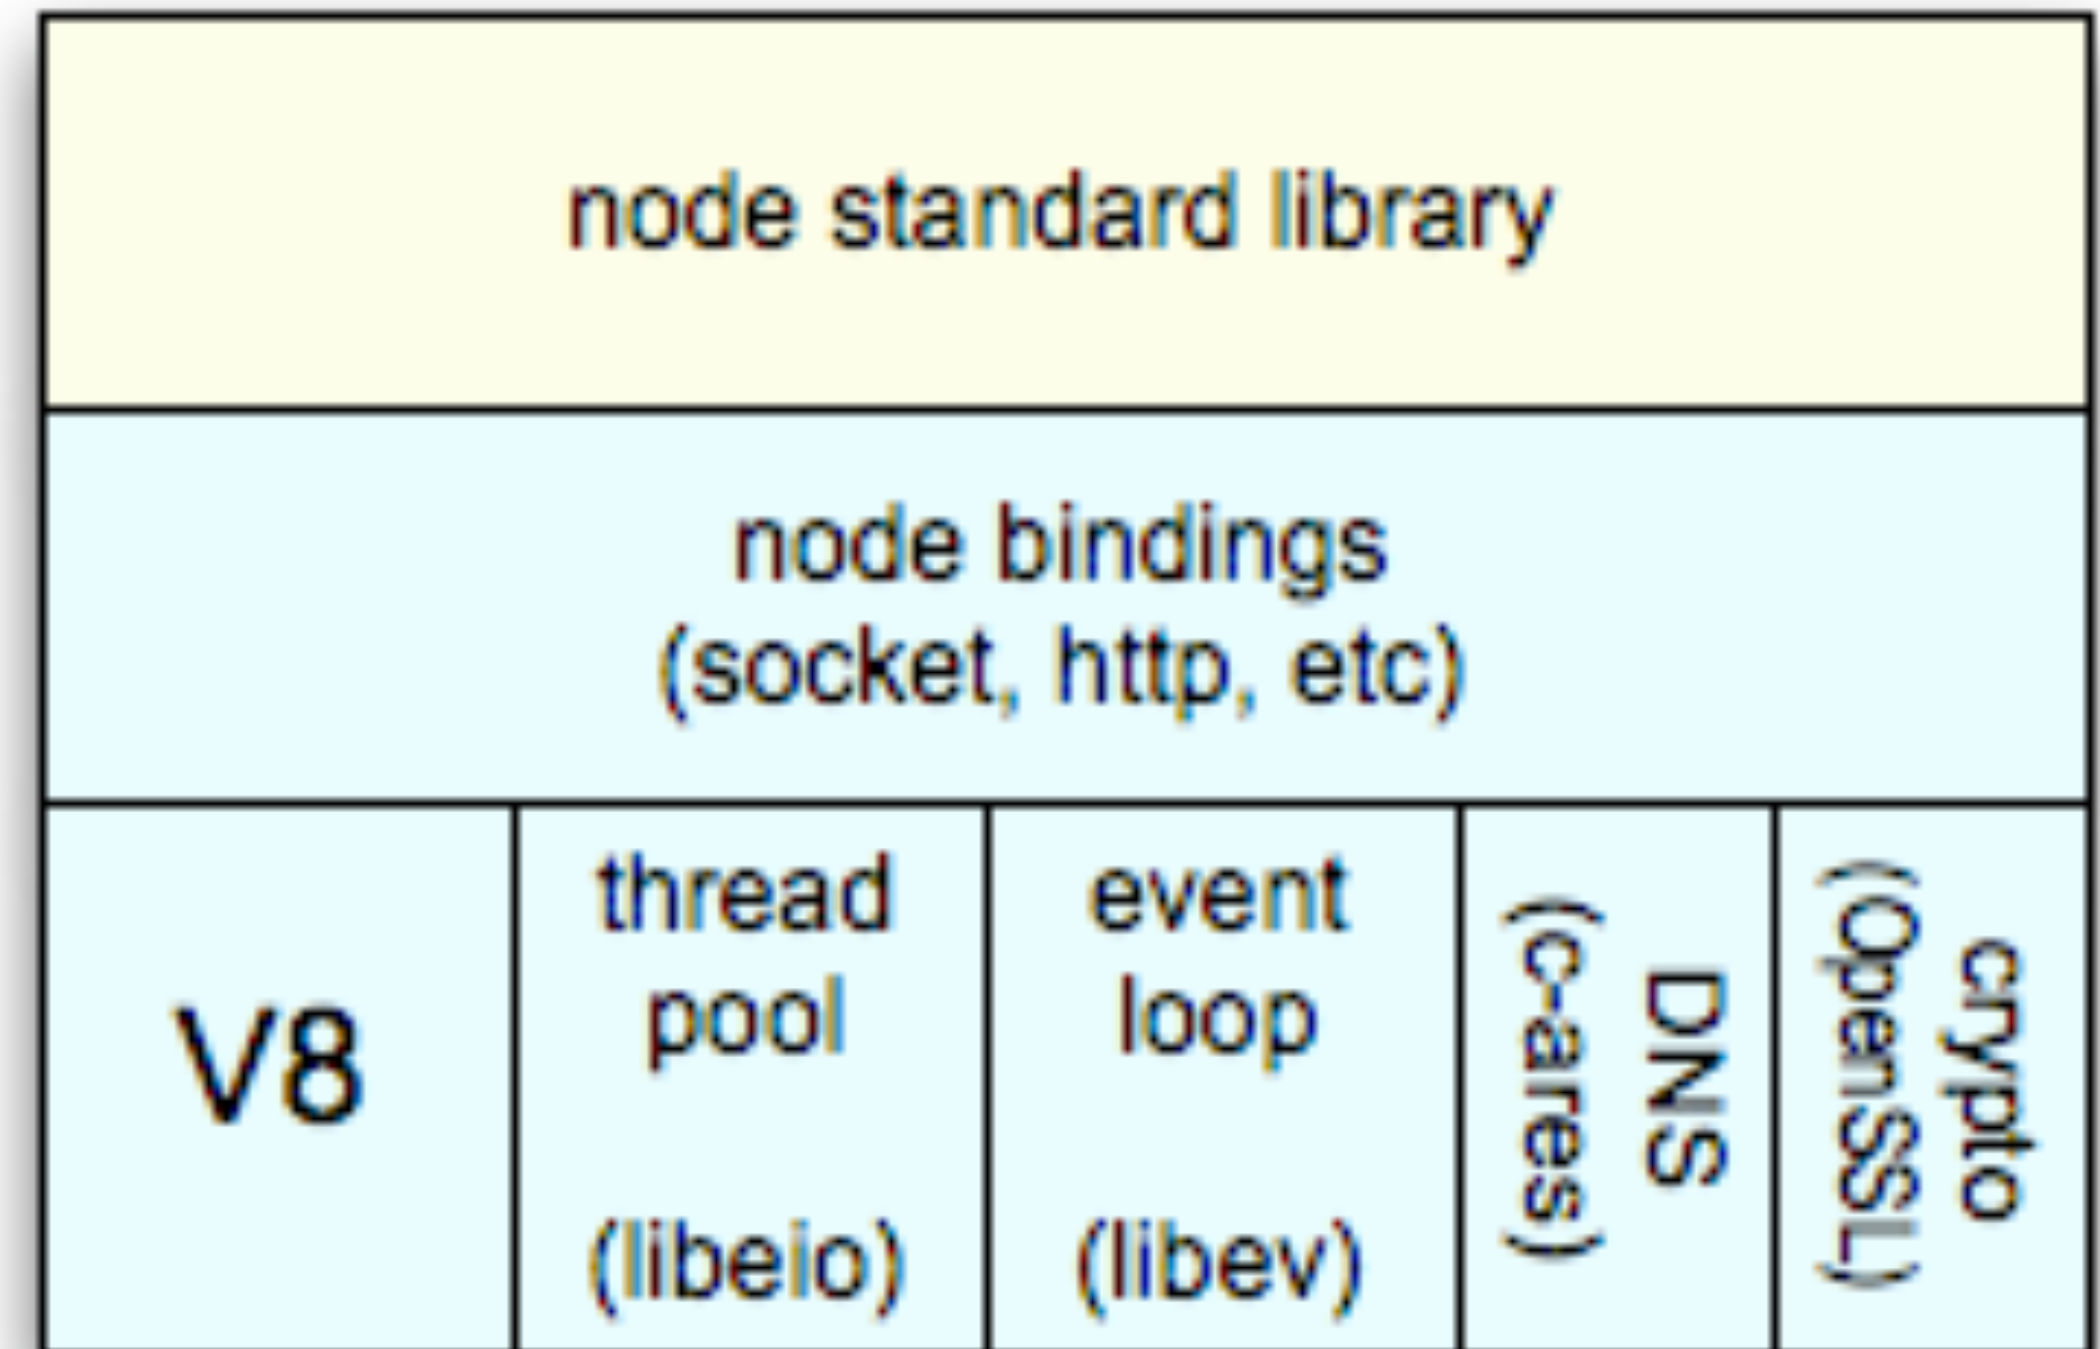 node standard library
node bindings
(socket, http, etc)
V8
thread
pool
(libeio)
event
loop
(libev)
DNS
(c-ares)
crypto
(OpenSSL)